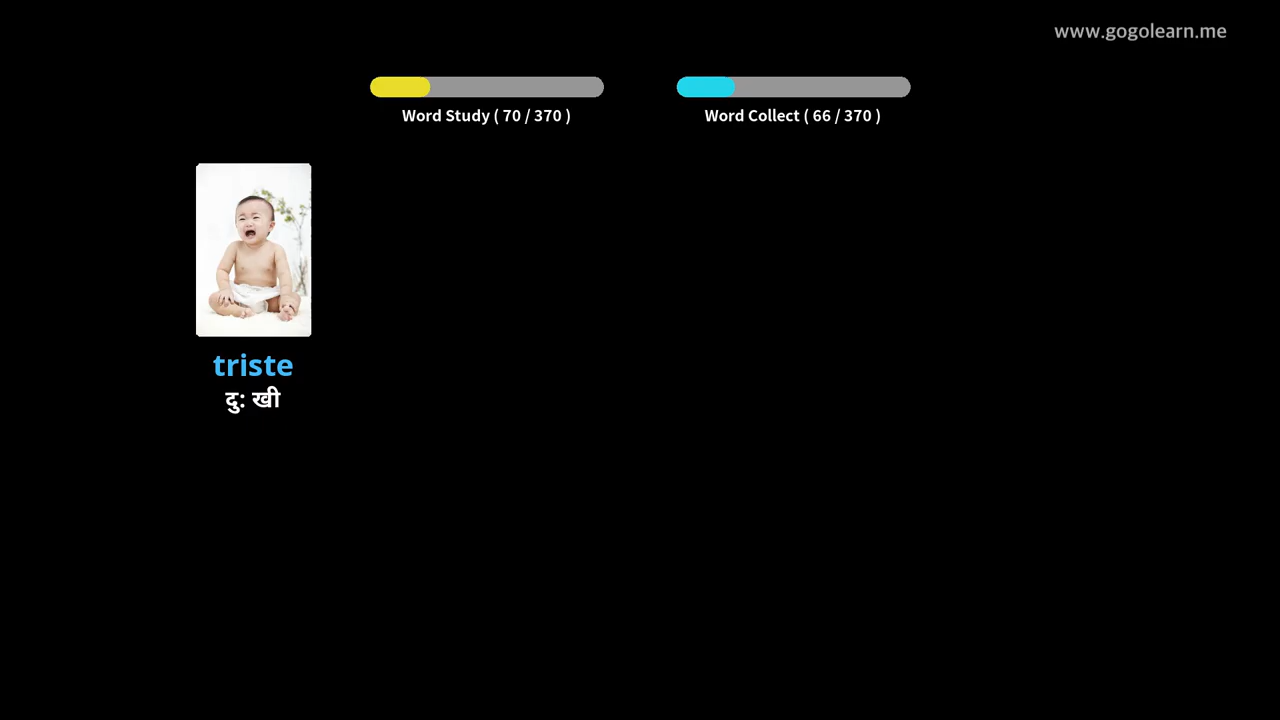 www.gogolearn.me
Word Study ( 70 / 370 )
Word Collect ( 66 / 370 )
triste
दु: खी